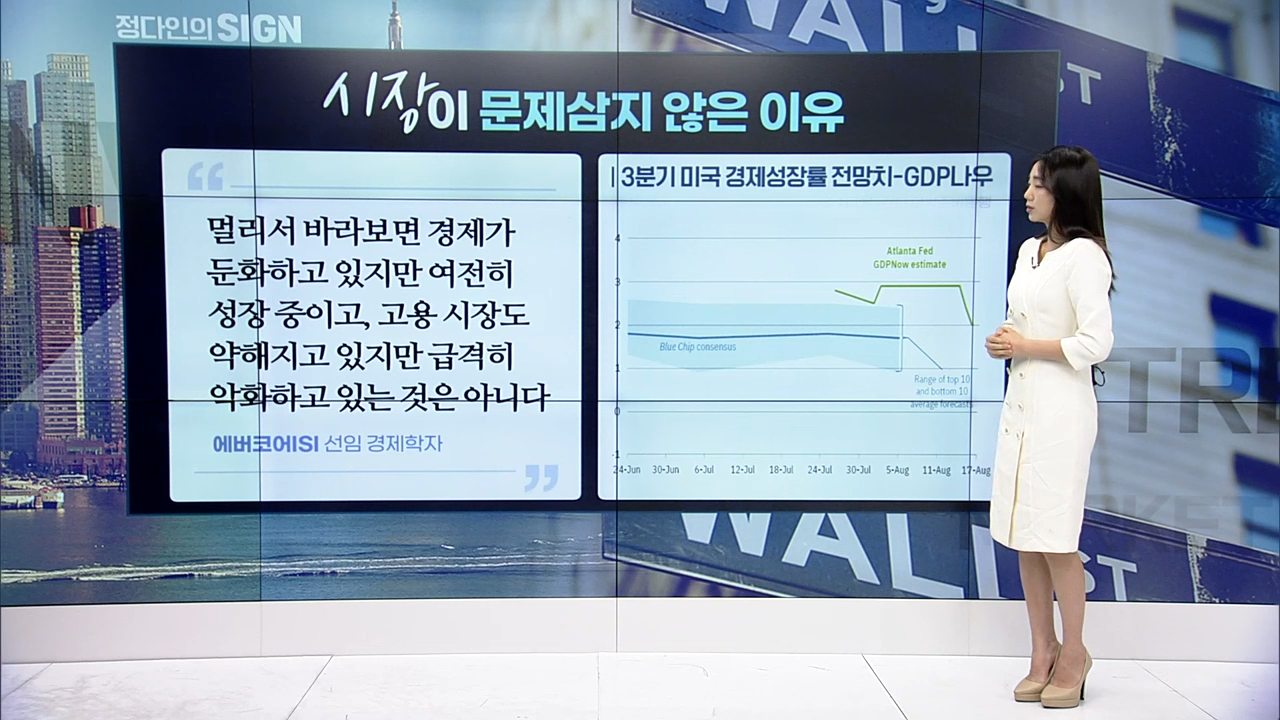 정다인의 SIGN
WALL ST
시장이 문제삼지 않은 이유
멀리서 바라보면 경제가
둔화하고 있지만 여전히
성장 중이고, 고용 시장도
약해지고 있지만 급격히
악화하고 있는 것은 아니다
에버코어ISI 선임 경제학자
3분기 미국 경제성장률 전망치-GDP나우
4
3
2
1
0
-1
Atlanta Fed
GDPNow estimate
Blue Chip consensus
Range of top 10
and bottom 10
average forecasts
24-Jun 30-Jun 6-Jul 12-Jul 18-Jul 24-Jul 30-Jul 5-Aug 11-Aug 17-Aug
TRE
RKET
WALL ST